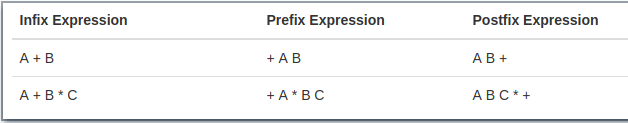 Infix Expression Prefix Expression Postfix Expression
A + B + A B A B +
A + B * C + A * B C A B C * +